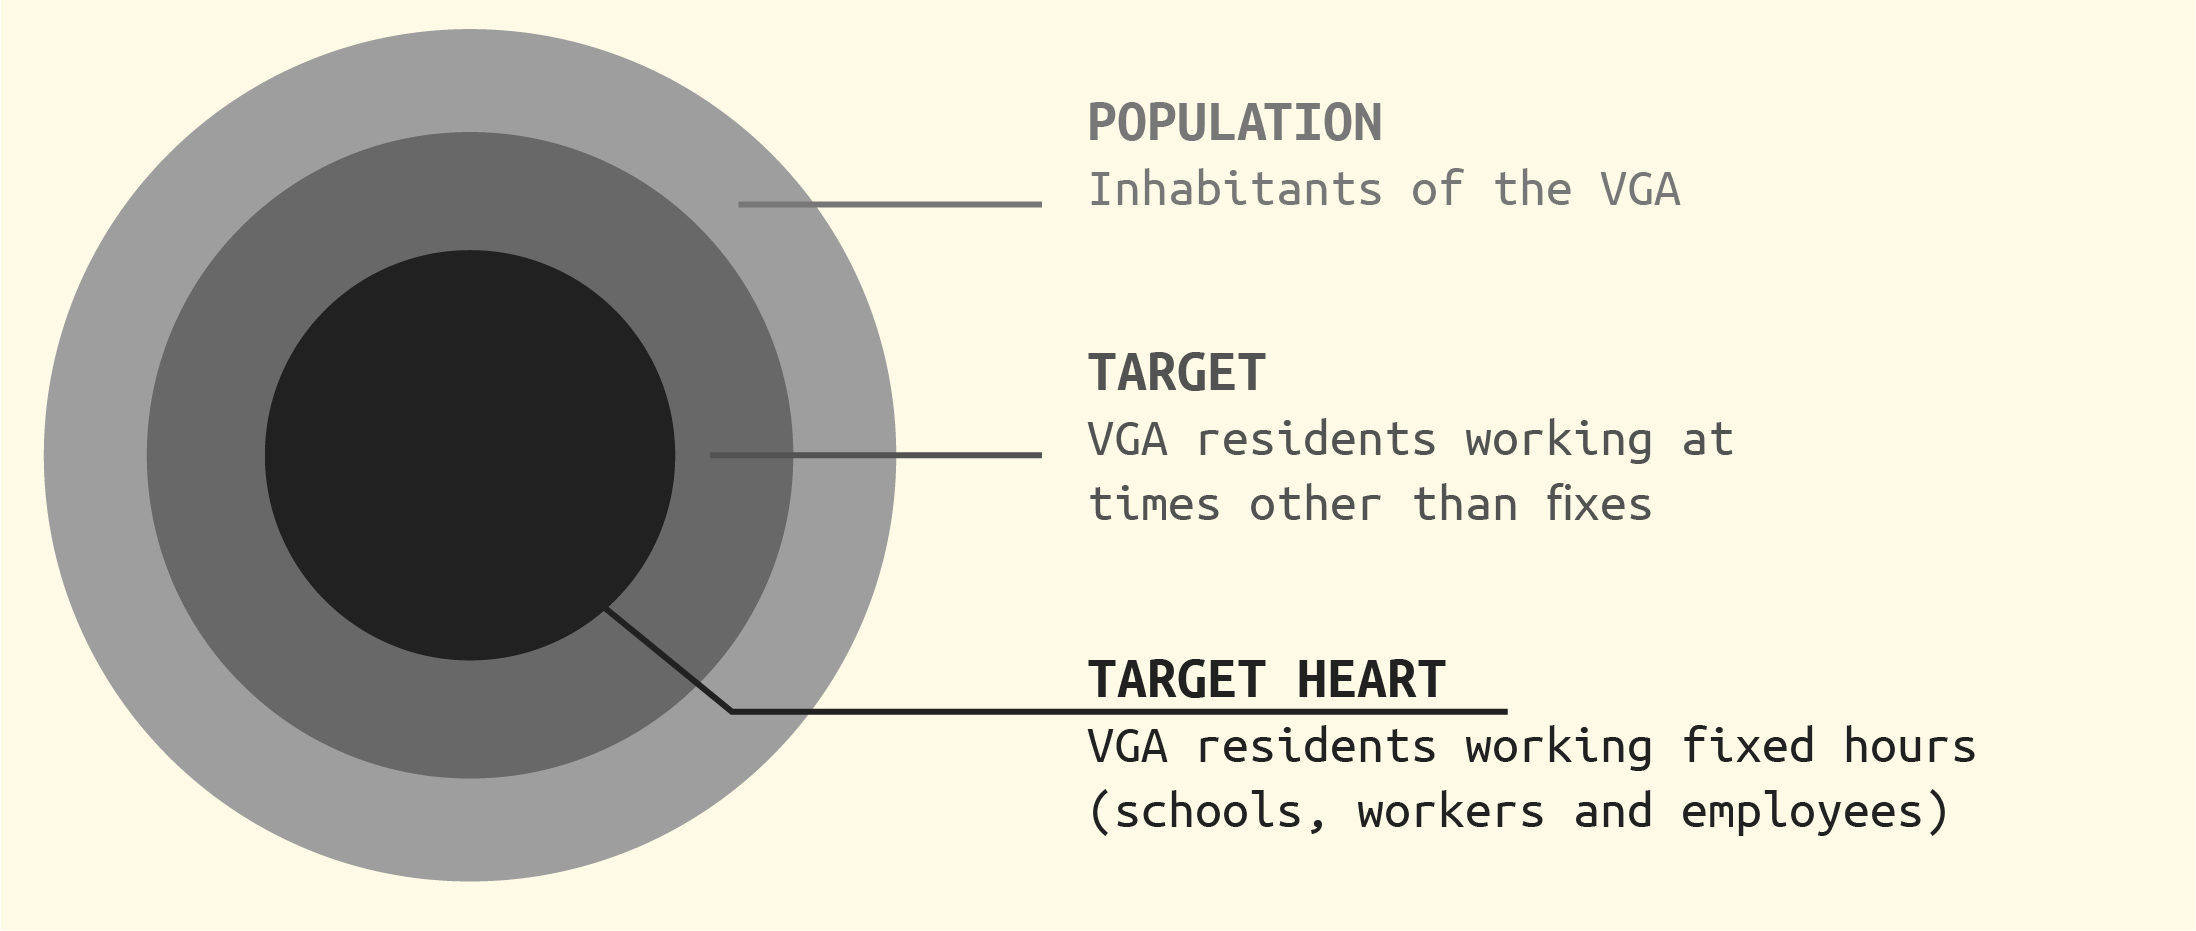 POPULATION
Inhabitants of the VGA
TARGET
VGA residents working at
times other than fixes
TARGET HEART
VGA residents working fixed hours
(schools, workers and employees)